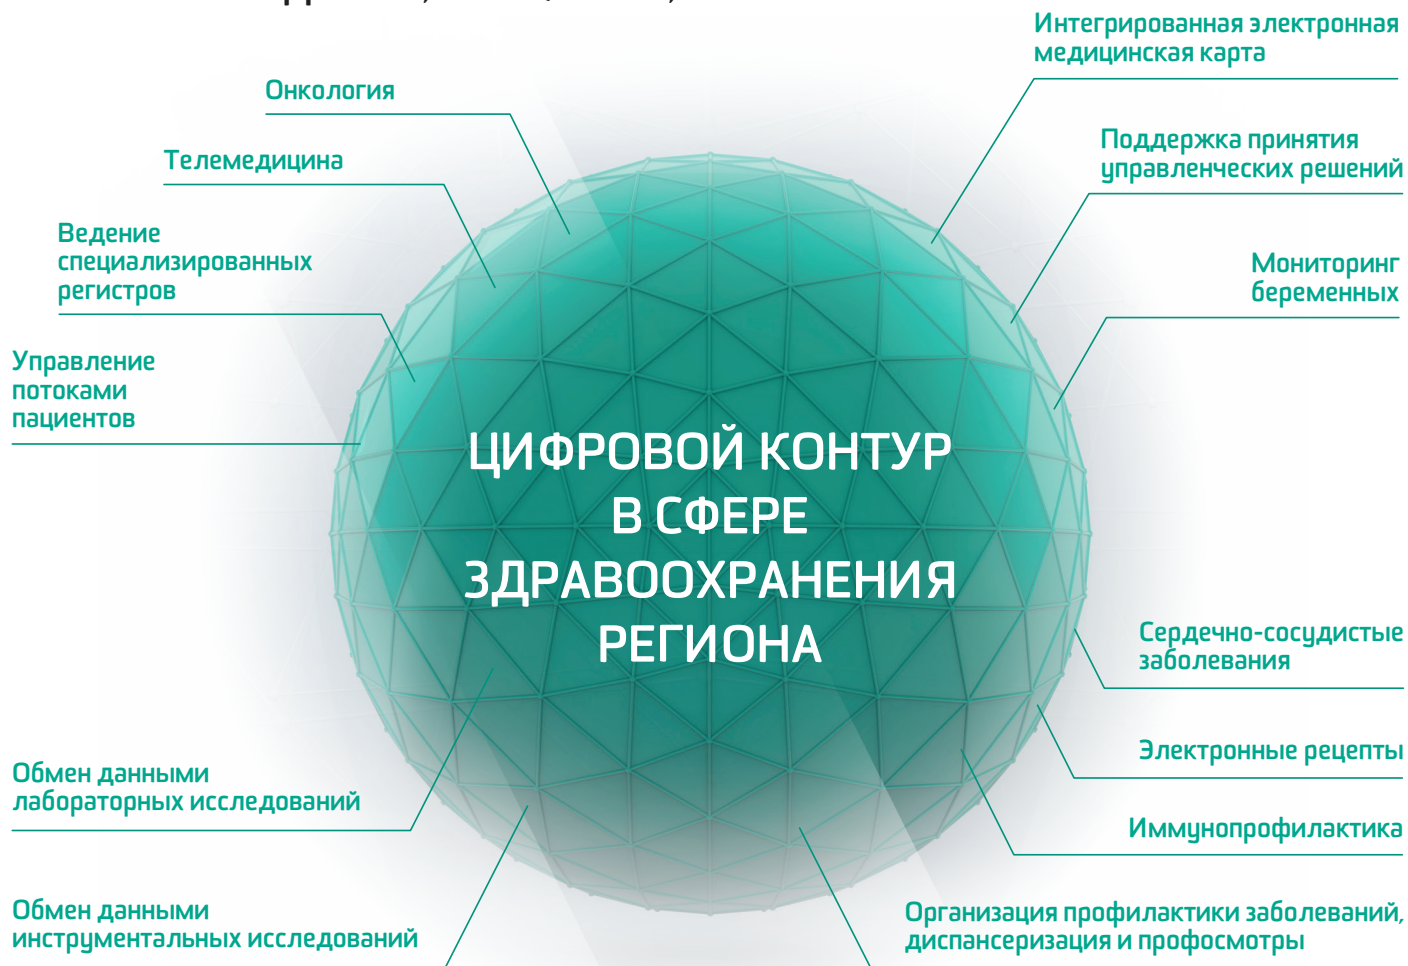 Интегрированная электронная
медицинская карта
Онкология
Поддержка принятия
управленческих решений
Телемедицина
Ведение
специализированных
регистров
Мониторинг
беременных
Управление
потоками
пациентов
ЦИФРОВОЙ КОНТУР
В СФЕРЕ
ЗДРАВООХРАНЕНИЯ
РЕГИОНА
Сердечно-сосудистые
заболевания
Электронные рецепты
Обмен данными
лабораторных исследований
Иммунопрофилактика
Обмен данными
инструментальных исследований
Организация профилактики заболеваний,
диспансеризация и профосмотры